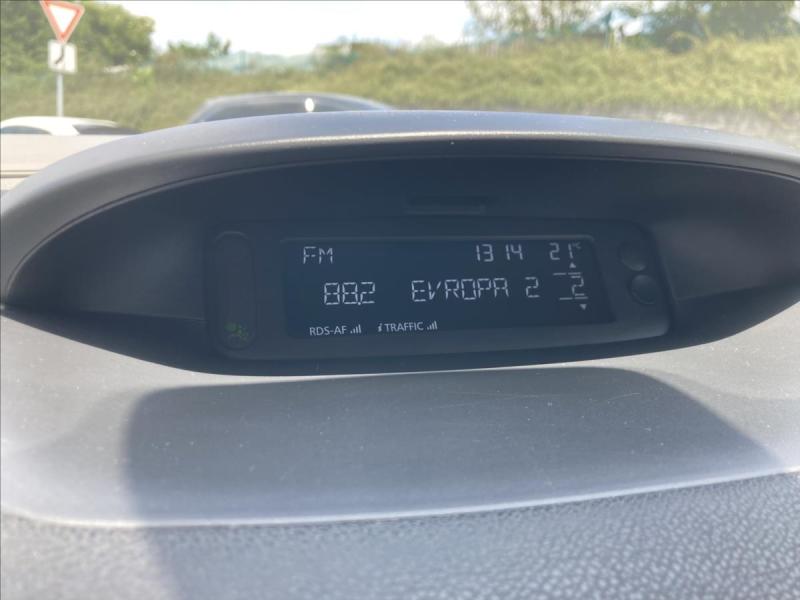 FM 13 14 21°C
88.2 EVROPA 2 2
RDS-AF i TRAFFIC